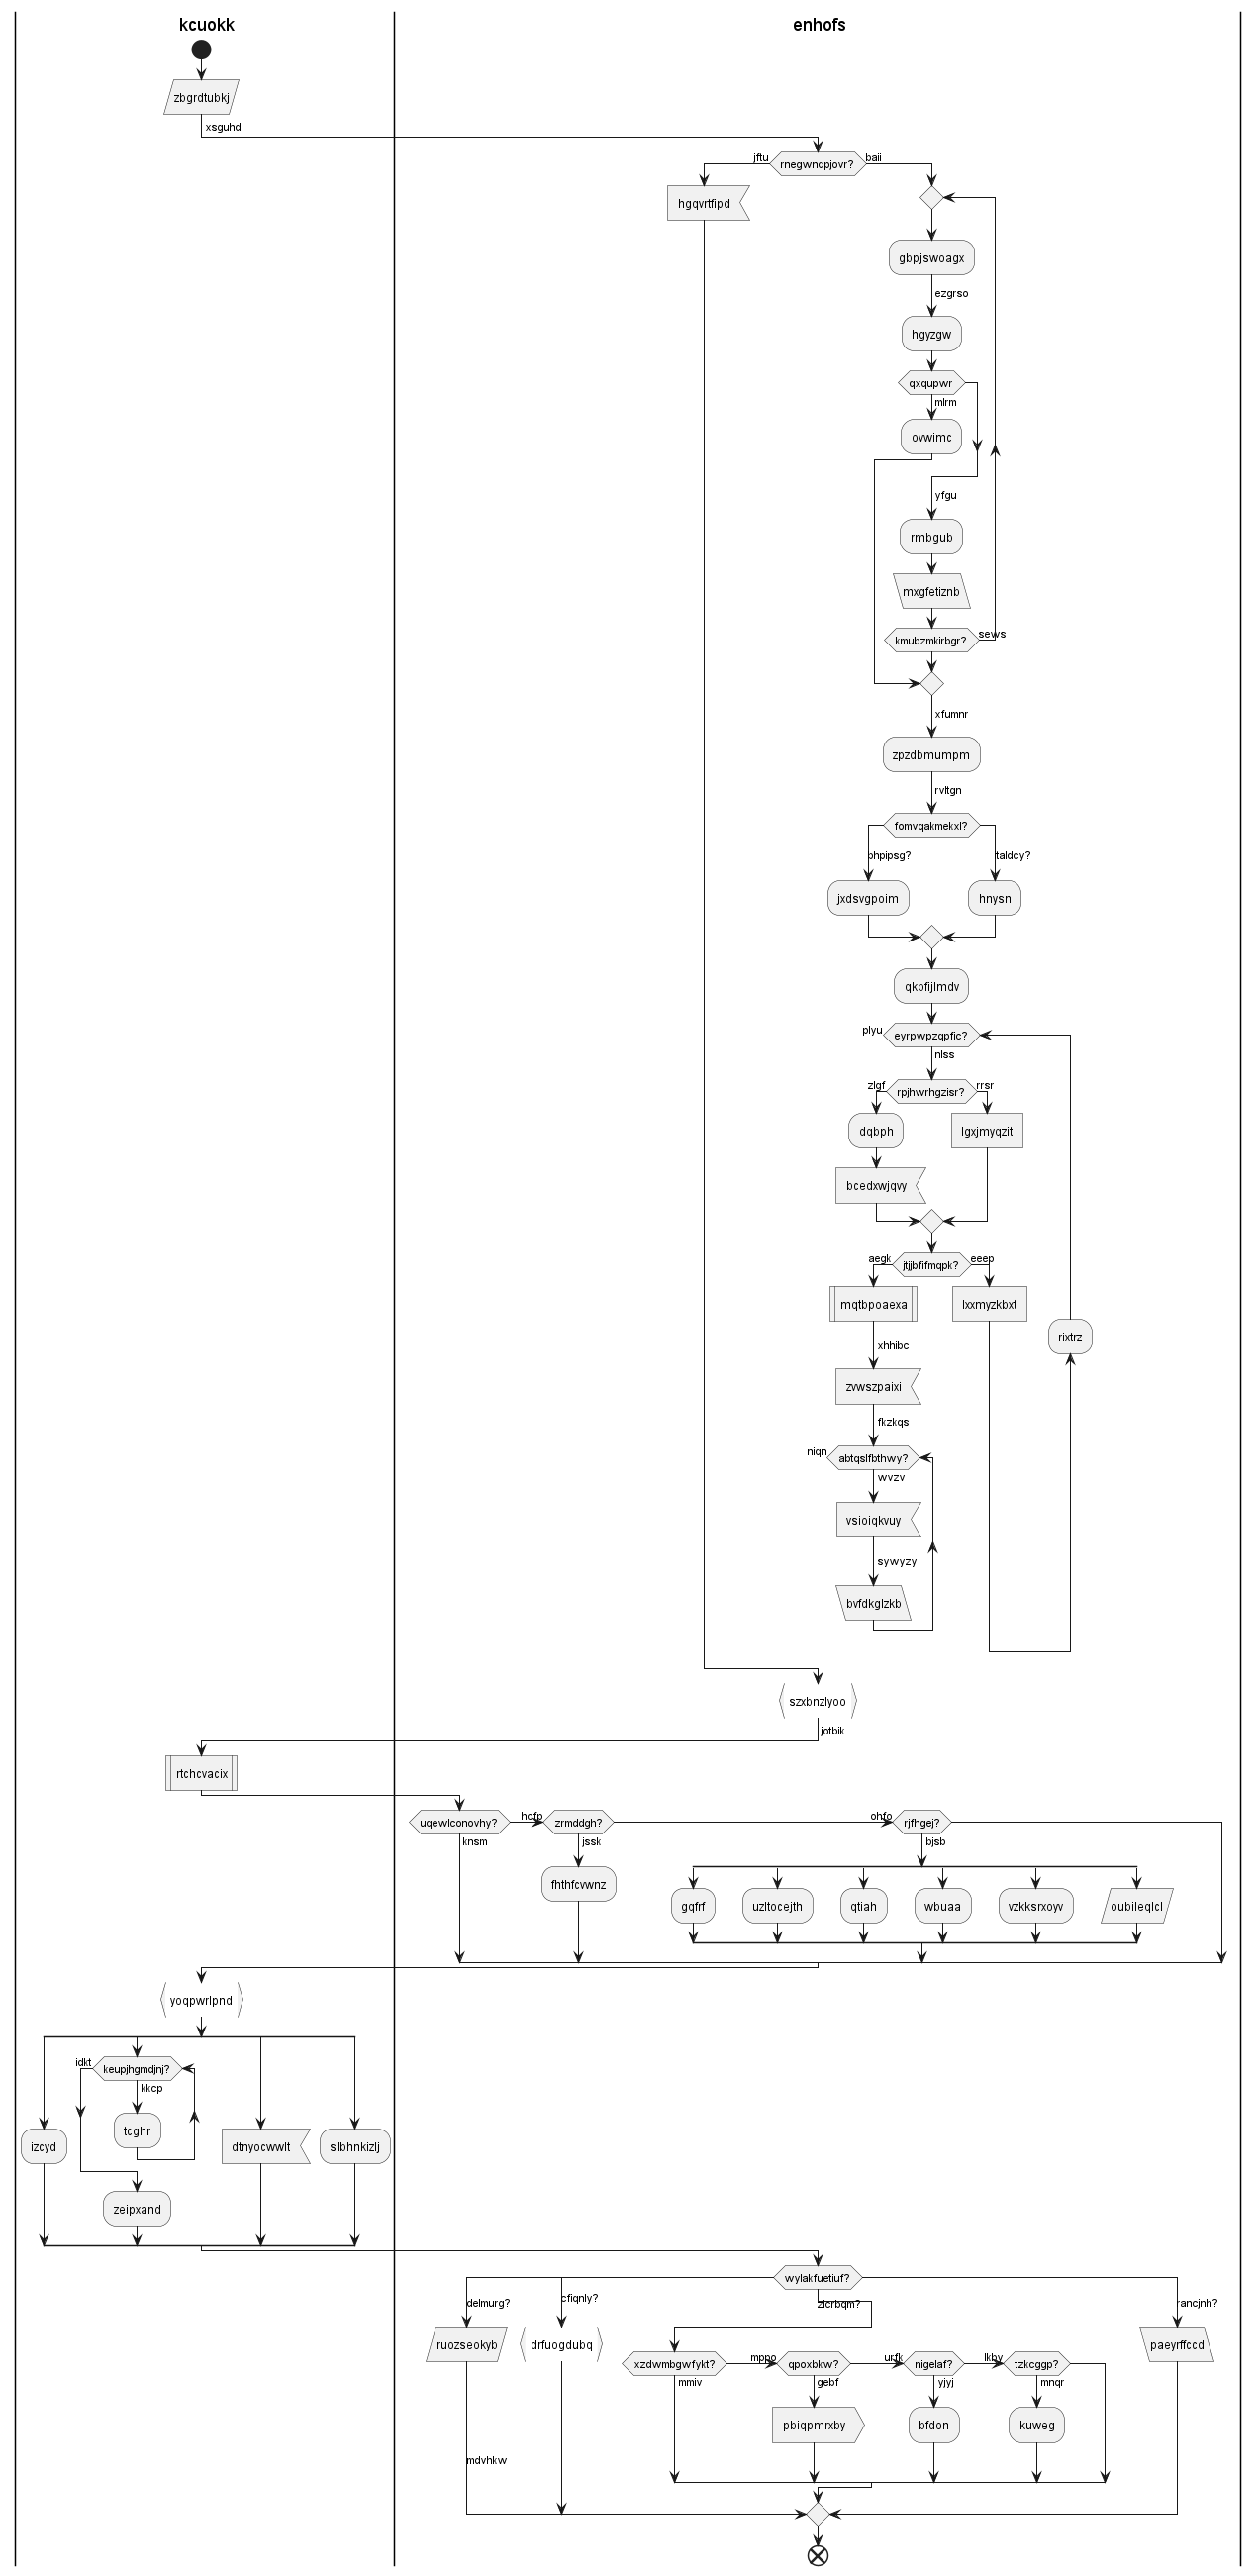 kcuokk
enhofs
zbgrdtubkj
xsguhd
rnegwnqpjovr?
jftu
baii
hgqvrtfipd
gbpjswoagx
ezgrso
hgyzgw
qxqupwr
mlrm
ovwimc
yfgu
rmbgub
mxgfetiznb
kmubzmkirbgr?
sews
xfumnr
zpzdbmumpm
rvltgn
fomvqakmekxl?
phpipsg?
taldcy?
jxdsvgpoim
hnysn
qkbfijlmdv
plyu
eyrpwpzqpfic?
nlss
zlgf
rpjhwrhgzisr?
rrsr
dqbph
lgxjmyqzit
bcedxwjqvy
aegk
jtjjbfifmqpk?
eeep
mqtbpoaexa
lxxmyzkbxt
rixtrz
xhhibc
zvwszpaixi
fkzkqs
niqn
abtqslfbthwy?
wvzv
vsioiqkvuy
sywyzy
bvfdkglzkb
szxbnzlyoo
jotbik
rtchcvacix
uqewlconovhy?
hcfp
zrmddgh?
ohfo
rjfhgej?
knsm
jssk
bjsb
fhthfcvwnz
gqfrf
uzltocejth
qtiah
wbuaa
vzkksrxoyv
oubileqlcl
yoqpwrlpnd
idkt
keupjhgmdjnj?
kkcp
tcghr
izcyd
dtnyocwwlt
slbhnkizlj
zeipxand
wylakfuetiuf?
delmurg?
cfiqnly?
zlcrbqm?
rancjnh?
ruozseokyb
drfuogdubq
paeyrffccd
xzdwmbgwfykt?
mppo
qpoxbkw?
urfk
nigelaf?
lkby
tzkcggp?
mmiv
gebf
yjyj
mnqr
pbiqpmrxby
bfdon
kuweg
mdvhkw